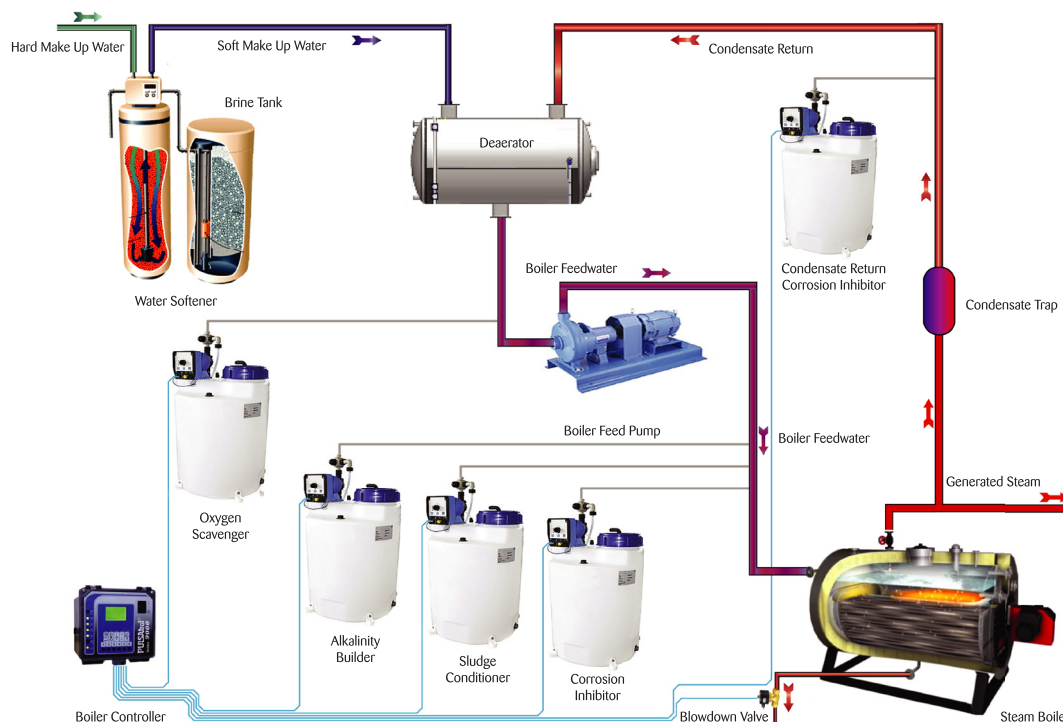 Hard Make Up Water
Soft Make Up Water
Condensate Return
Brine Tank
Deaerator
Water Softener
Boiler Feedwater
Condensate Return
Corrosion Inhibitor
Condensate Trap
Boiler Feed Pump
Boiler Feedwater
Generated Steam
Oxygen
Scavenger
Alkalinity
Builder
Sludge
Conditioner
Corrosion
Inhibitor
PULSAtrol
Boiler Controller
Blowdown Valve
Steam Boile